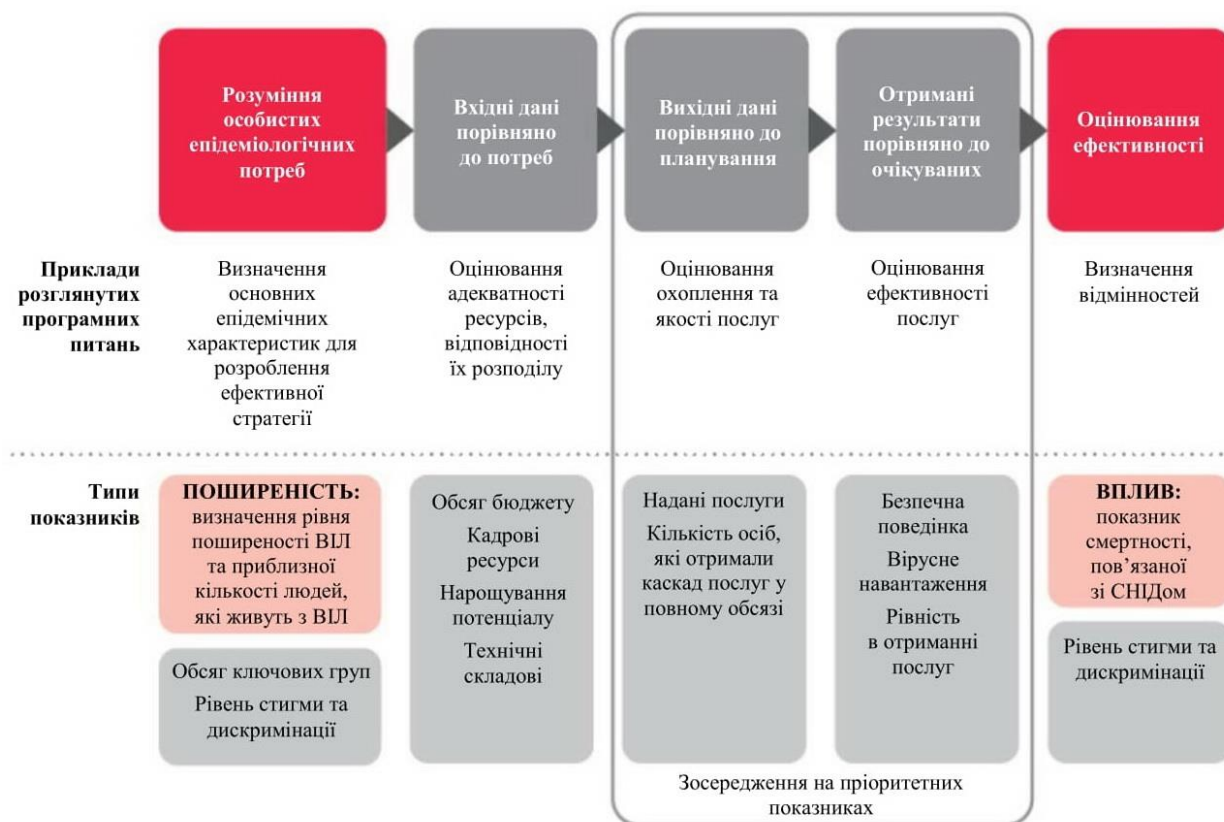 Розуміння
особистих
епідеміологічних
потреб
Вхідні дані
порівняно
до потреб
Вихідні дані
порівняно до
планування
Отримані
результати
порівняно до
очікуваних
Оцінювання
ефективності
Приклади
розглянутих
програмних
питань
Визначення
основних
епідемічних
характеристик для
розроблення
ефективної
стратегії
Оцінювання
адекватності
ресурсів,
відповідності
їх розподілу
Оцінювання
охоплення та
якості послуг
Оцінювання
ефективності
послуг
Визначення
відмінностей
Типи
показників
ПОШИРЕНІСТЬ:
визначення рівня
поширеності ВІЛ
та приблизної
кількості людей,
які живуть з ВІЛ
Обсяг ключових груп
Рівень стигми та
дискримінації
Обсяг бюджету
Кадрові
ресурси
Нарощування
потенціалу
Технічні
складові
Надані послуги
Кількість осіб,
які отримали
каскад послуг у
повному обсязі
Безпечна
поведінка
Вірусне
навантаження
Рівність
в отриманні
послуг
ВПЛИВ:
показник
смертності,
пов’язаної
зі СНІДом
Рівень стигми та
дискримінації
Зосередження на пріоритетних
показниках